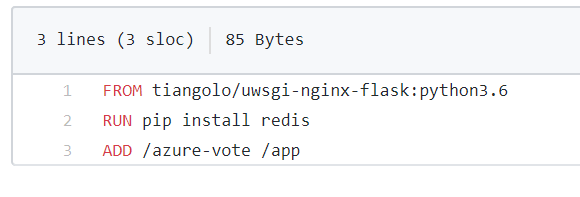 3 lines (3 sloc) 85 Bytes
1 FROM tiangolo/uwsgi-nginx-flask:python3.6
2 RUN pip install redis
3 ADD /azure-vote /app